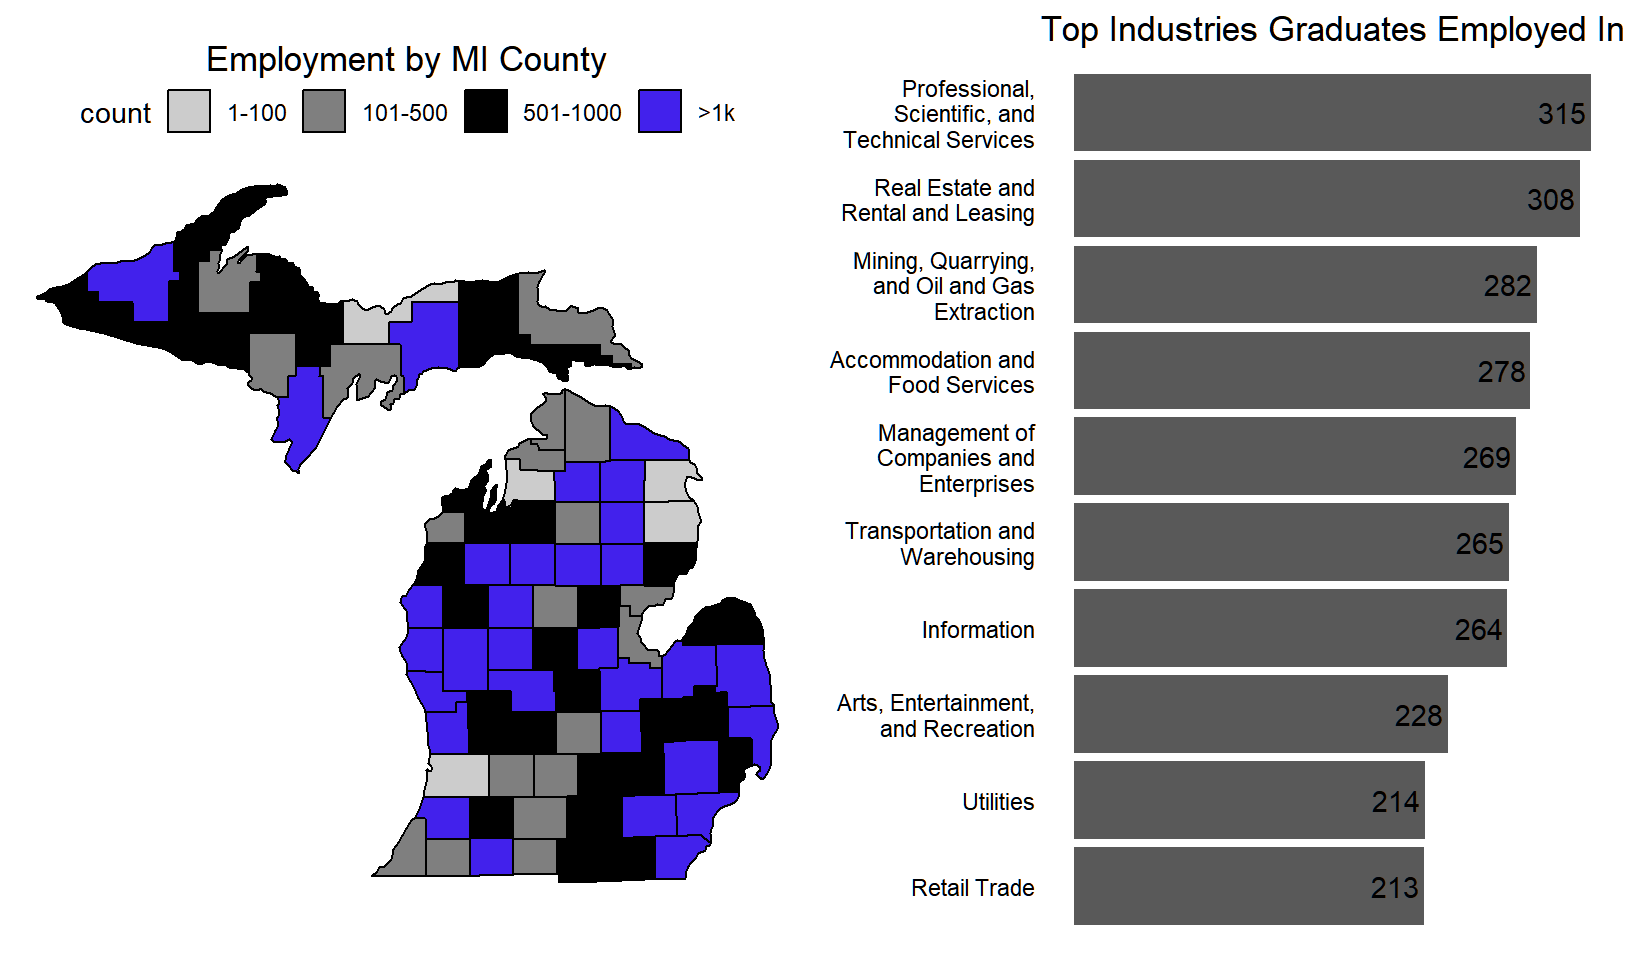 Employment by MI County
count 1-100 101-500 501-1000 >1k
Top Industries Graduates Employed In
Professional,
Scientific, and
Technical Services
315
Real Estate and
Rental and Leasing
308
Mining, Quarrying,
and Oil and Gas
Extraction
282
Accommodation and
Food Services
278
Management of
Companies and
Enterprises
269
Transportation and
Warehousing
265
Information
264
Arts, Entertainment,
and Recreation
228
Utilities
214
Retail Trade
213